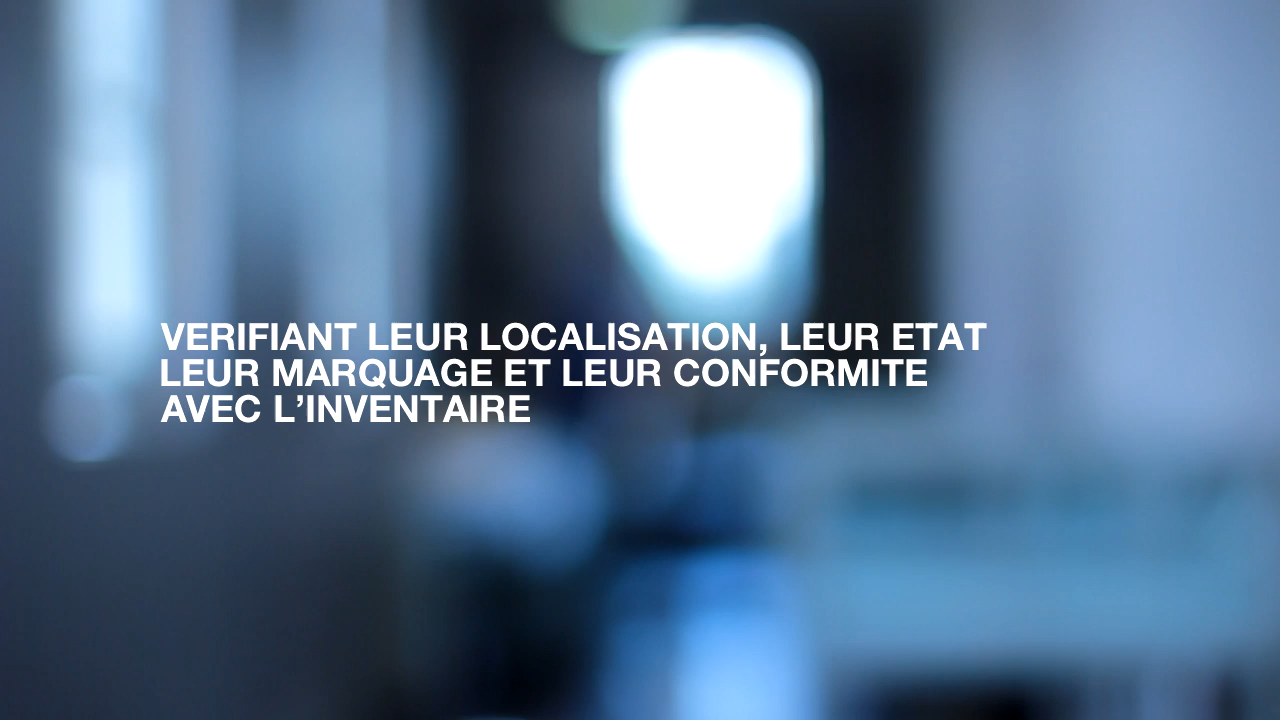 VERIFIANT LEUR LOCALISATION, LEUR ETAT
LEUR MARQUAGE ET LEUR CONFORMITE
AVEC L’INVENTAIRE